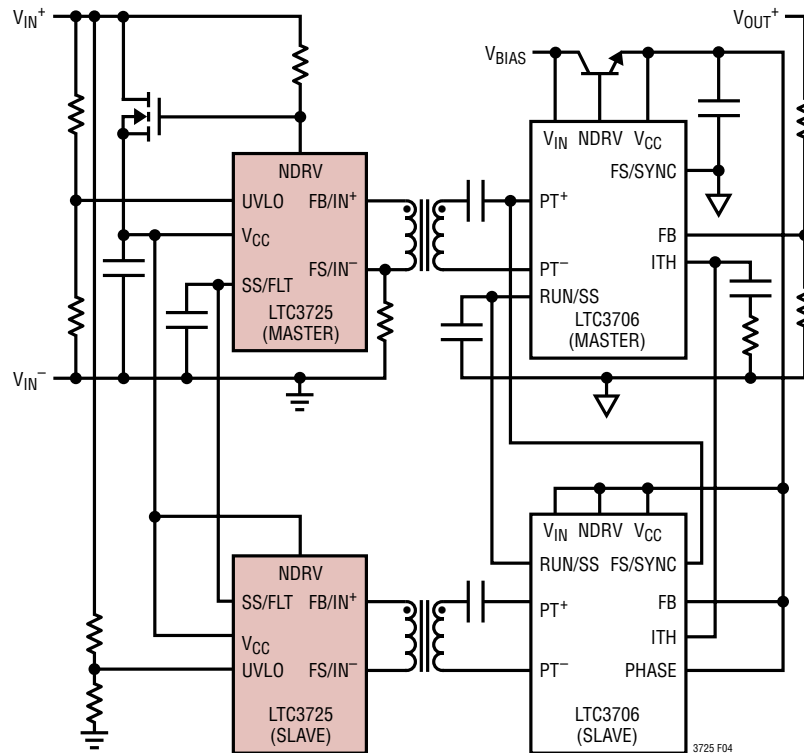 VIN+
VOUT+
VBIAS
VIN NDRV VCC
FS/SYNC
NDRV
UVLO FB/IN+
PT+
FB
VCC
ITH
FS/IN−
PT−
SS/FLT
RUN/SS
LTC3725
(MASTER)
LTC3706
(MASTER)
VIN−
VIN NDRV VCC
RUN/SS FS/SYNC
NDRV
SS/FLT FB/IN+
PT+
FB
VCC
ITH
UVLO FS/IN−
PT− PHASE
LTC3725
(SLAVE)
LTC3706
(SLAVE)
3725 F04